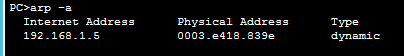 PC>arp -a
Internet Address Physical Address Type
192.168.1.5 0003.e418.839e dynamic